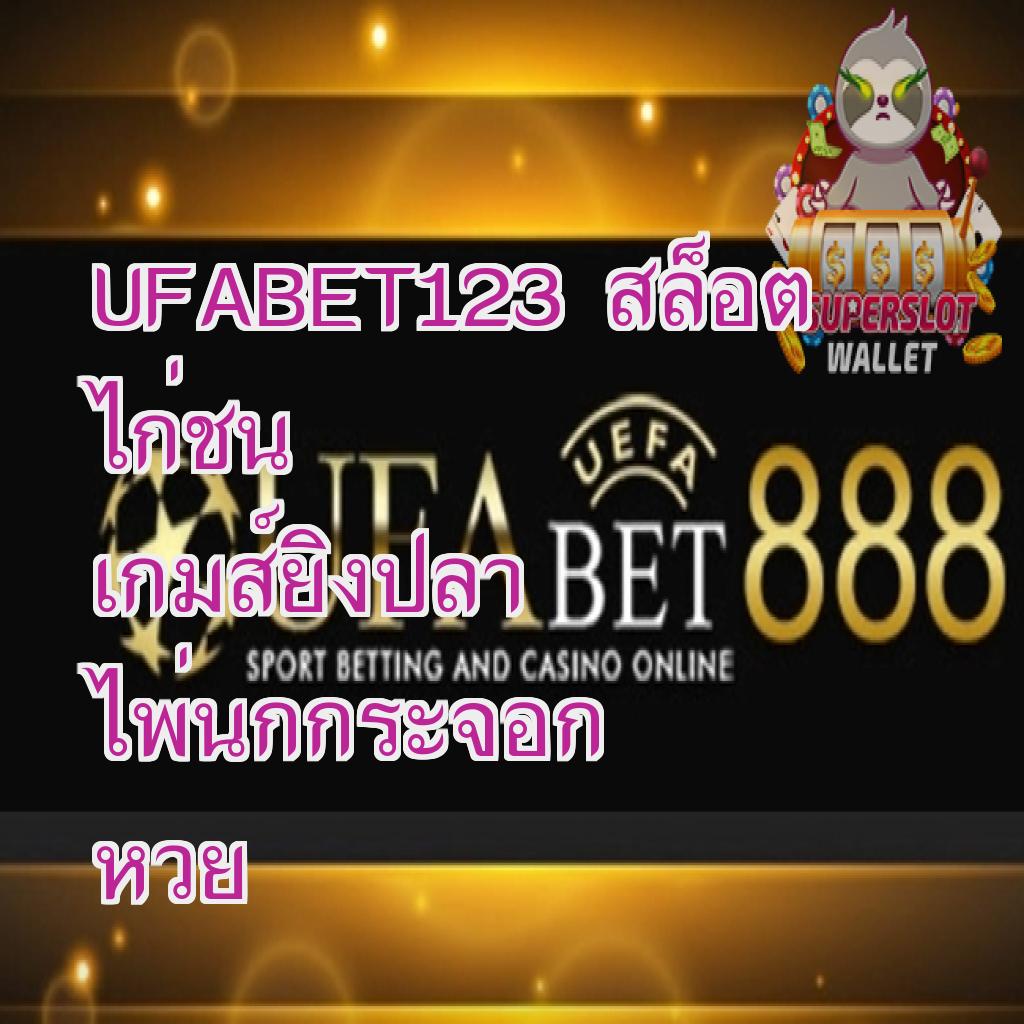 UFABET123 สล็อต
SUPERSLOT
WALLET
ไก่ชน
UEFA
UFABET888
เกมส์ยิงปลา
SPORT BETTING AND CASINO ONLINE
ไพ่นกกระจอก
หวย